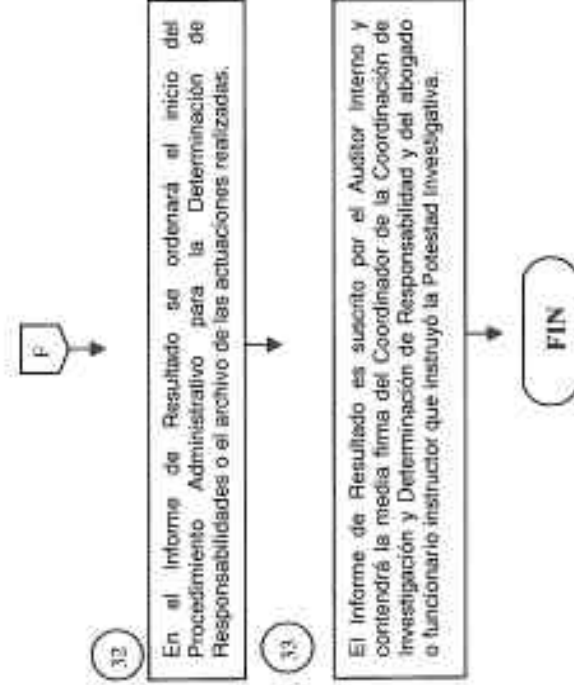 F
32
En el Informe de Resultado se ordenará el inicio del
Procedimiento Administrativo para la Determinación de
Responsabilidades o el archivo de las actuaciones realizadas.
33
El Informe de Resultado es suscrito por el Auditor Interno y
contendrá la media firma del Coordinador de la Coordinación de
Investigación y Determinación de Responsabilidad y del abogado
o funcionario instructor que instruyó la Potestad Investigativa.
FIN